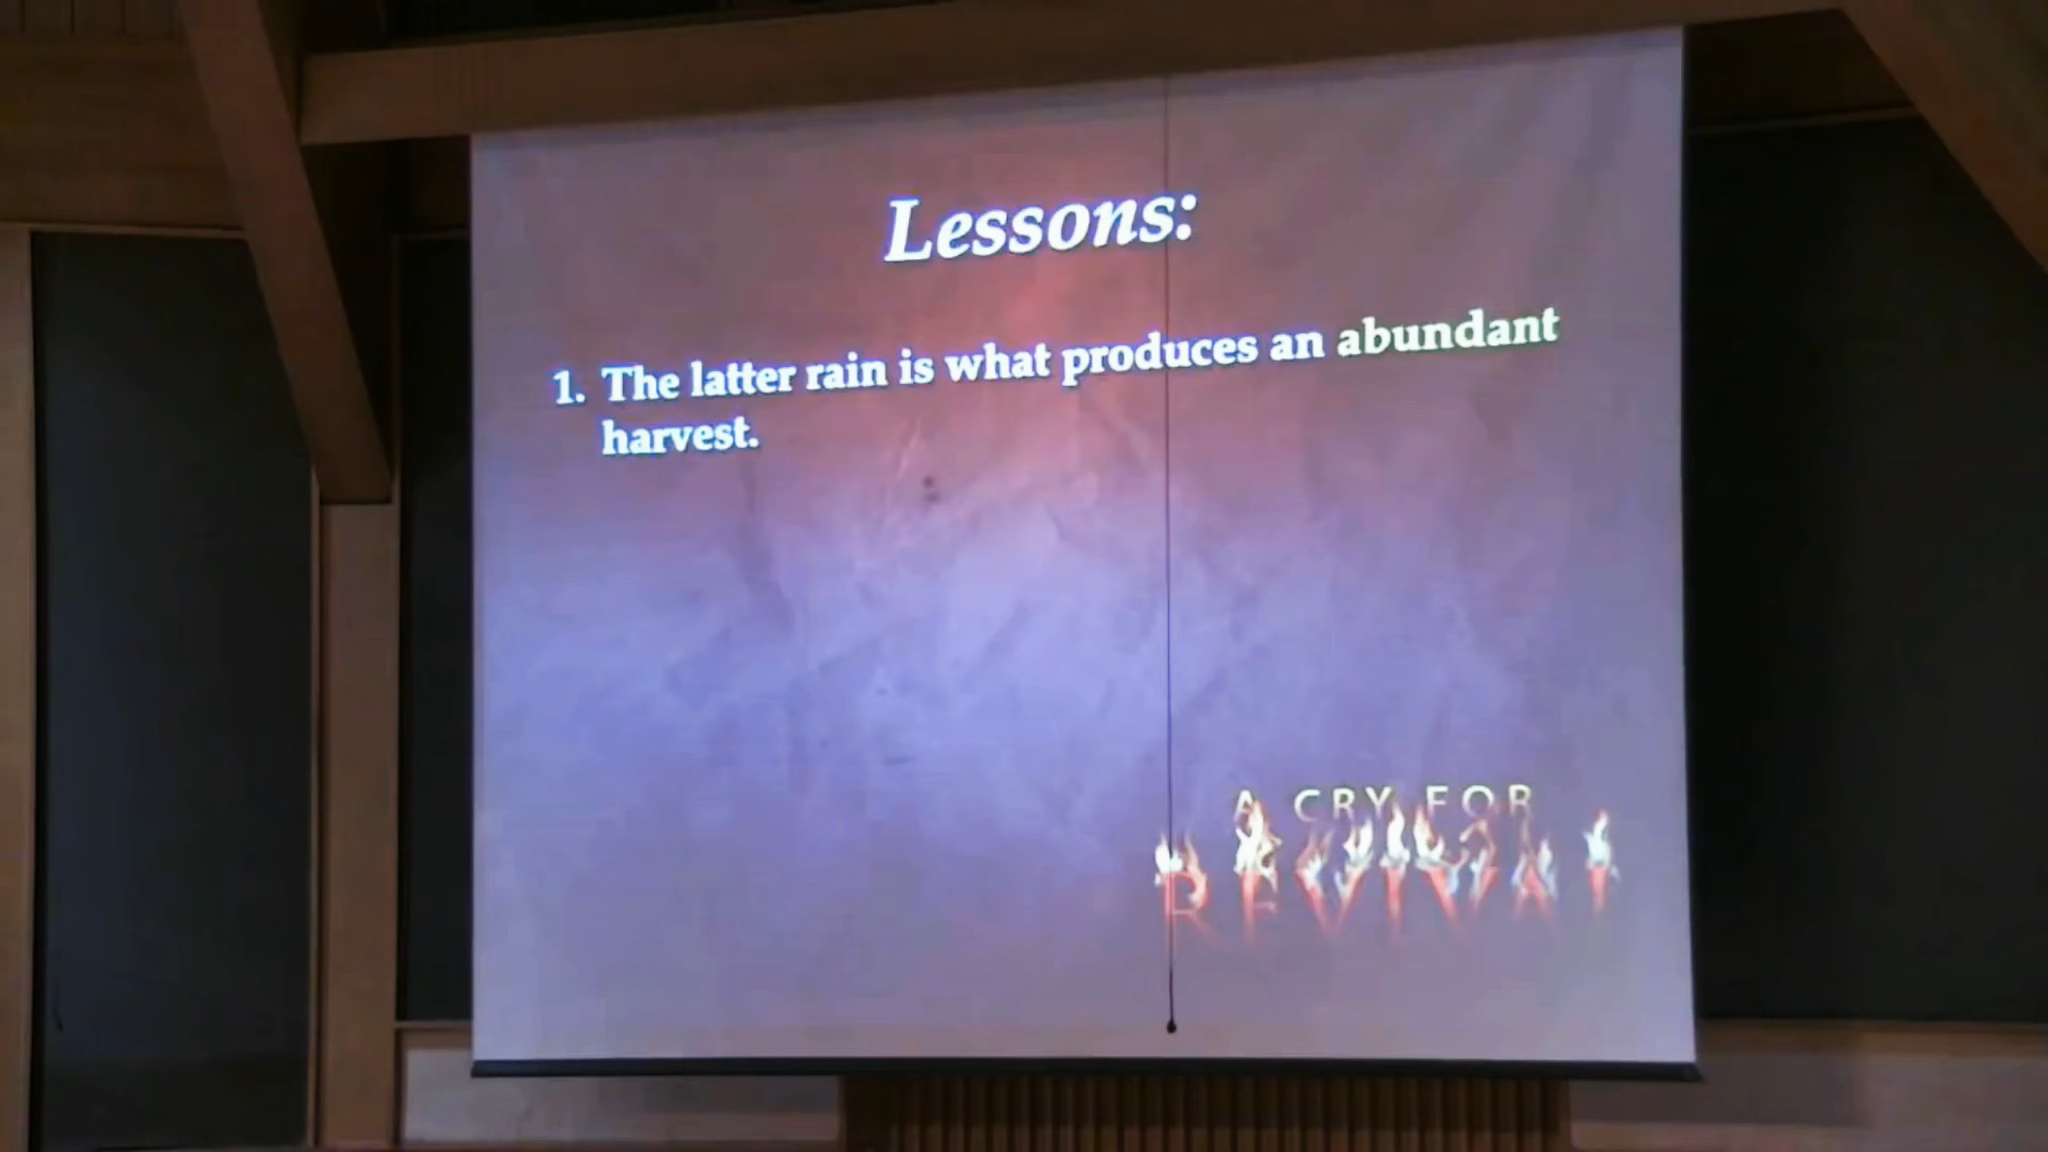 Lessons:
1. The latter rain is what produces an abundant
harvest.
A CRY FOR
REVIVAL